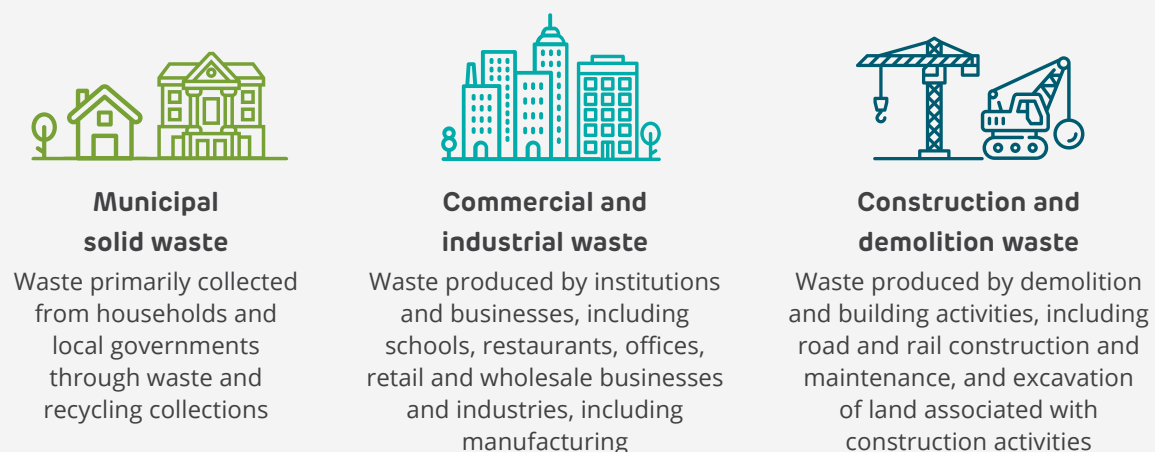 Municipal
solid waste
Waste primarily collected
from households and
local governments
through waste and
recycling collections
Commercial and
industrial waste
Waste produced by institutions
and businesses, including
schools, restaurants, offices,
retail and wholesale businesses
and industries, including
manufacturing
Construction and
demolition waste
Waste produced by demolition
and building activities, including
road and rail construction and
maintenance, and excavation
of land associated with
construction activities